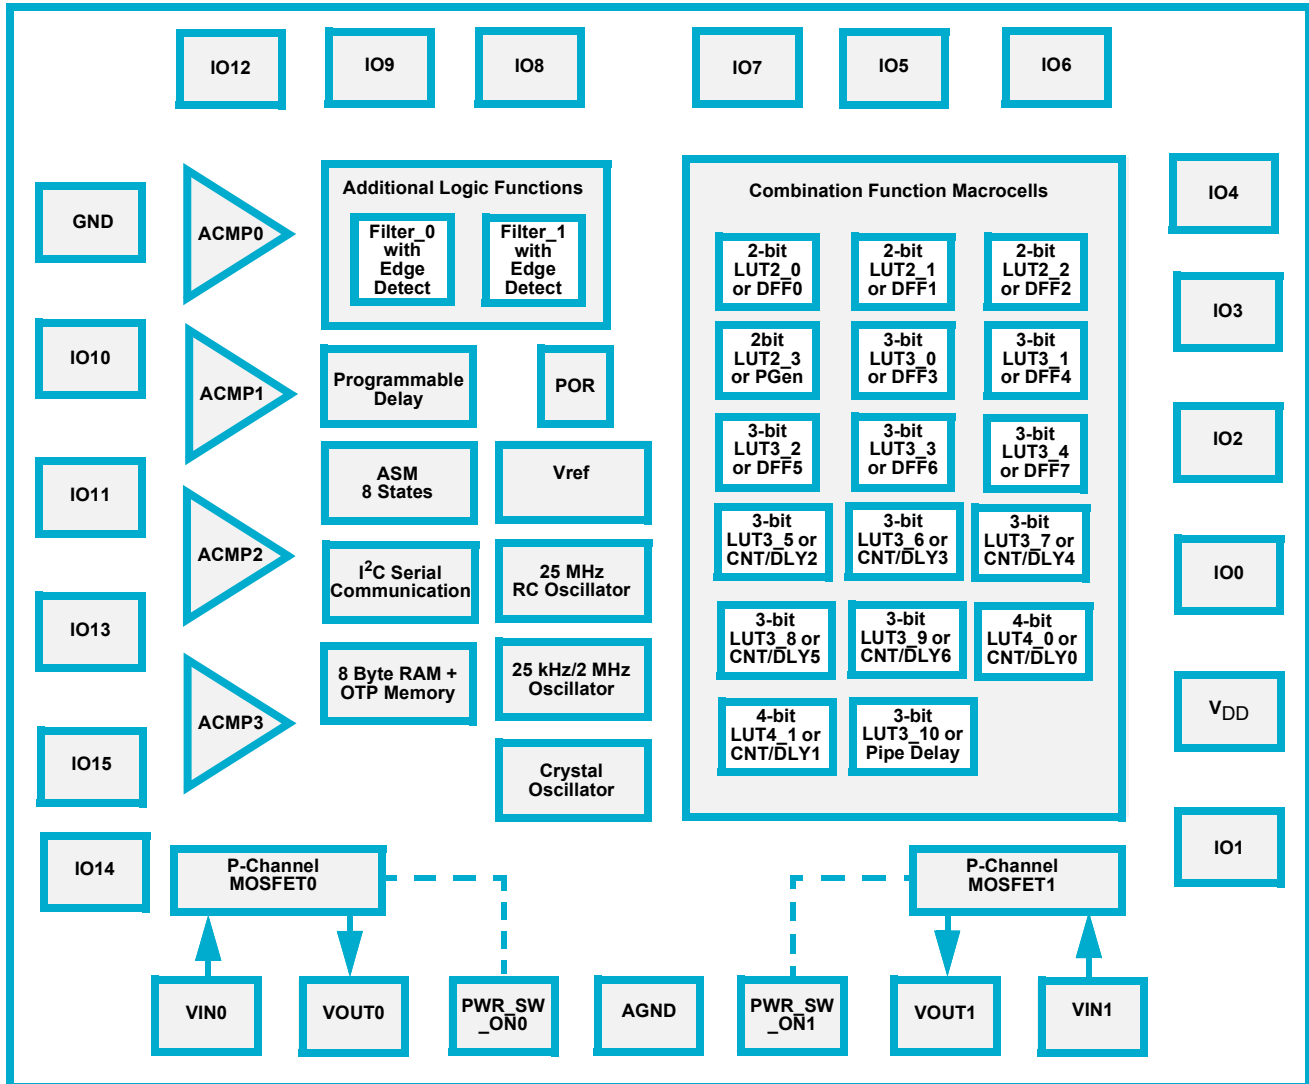 IO12
IO9
IO8
IO7
IO5
IO6
GND
IO10
IO11
IO13
IO15
IO14
ACMP0
ACMP1
ACMP2
ACMP3
Additional Logic Functions
Filter_0
with
Edge
Detect
Filter_1
with
Edge
Detect
Programmable
Delay
POR
ASM
8 States
Vref
I²C Serial
Communication
25 MHz
RC Oscillator
8 Byte RAM +
OTP Memory
25 kHz/2 MHz
Oscillator
Crystal
Oscillator
Combination Function Macrocells
2-bit
LUT2_0
or DFF0
2-bit
LUT2_1
or DFF1
2-bit
LUT2_2
or DFF2
2bit
LUT2_3
or PGen
3-bit
LUT3_0
or DFF3
3-bit
LUT3_1
or DFF4
3-bit
LUT3_2
or DFF5
3-bit
LUT3_3
or DFF6
3-bit
LUT3_4
or DFF7
3-bit
LUT3_5 or
CNT/DLY2
3-bit
LUT3_6 or
CNT/DLY3
3-bit
LUT3_7 or
CNT/DLY4
3-bit
LUT3_8 or
CNT/DLY5
3-bit
LUT3_9 or
CNT/DLY6
4-bit
LUT4_0 or
CNT/DLY0
4-bit
LUT4_1 or
CNT/DLY1
3-bit
LUT3_10 or
Pipe Delay
IO4
IO3
IO2
IO0
VDD
IO1
P-Channel
MOSFET0
P-Channel
MOSFET1
VIN0
VOUT0
PWR_SW
_ON0
AGND
PWR_SW
_ON1
VOUT1
VIN1